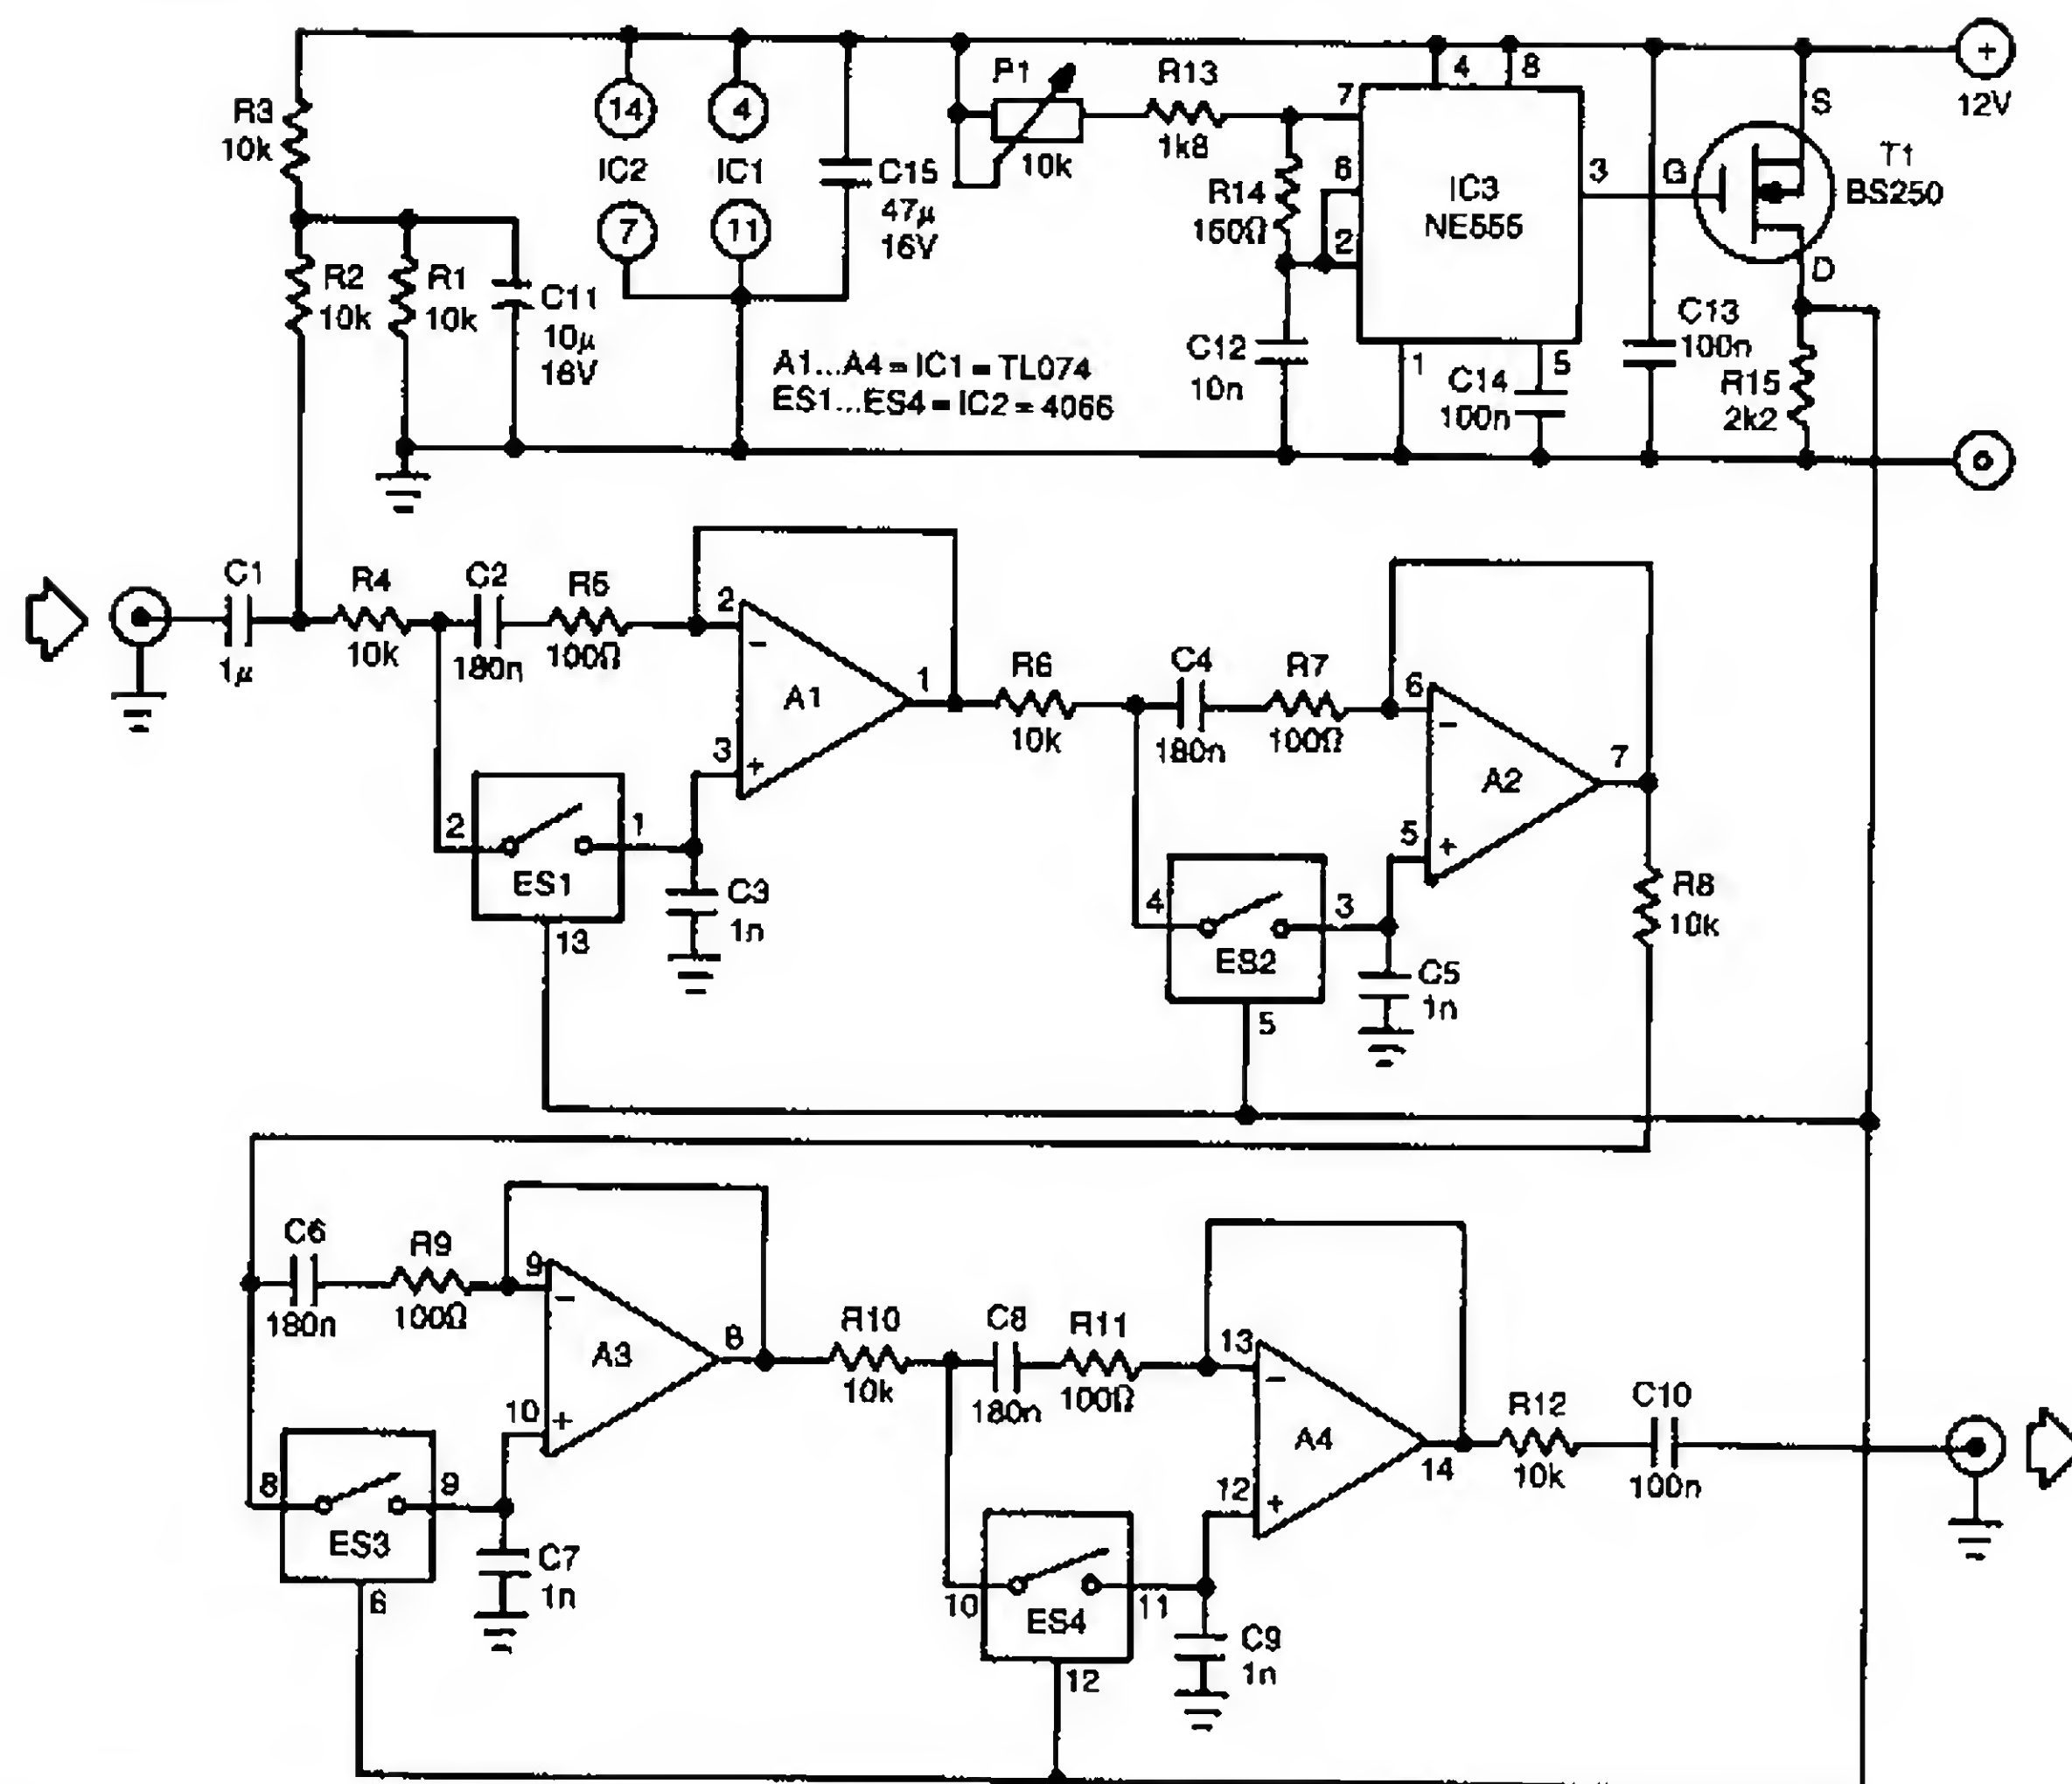 R3
10k
R2
10k
R1
10k
C11
10µ
16V
14
IC2
7
4
IC1
11
C15
47µ
16V
A1...A4 = IC1 = TL074
ES1...ES4 = IC2 = 4066
P1
10k
R13
1k8
R14
150Ω
C12
10n
7
6
2
4
8
IC3
NE555
3
1
5
C14
100n
C13
100n
G
S
D
T1
BS250
R15
2k2
+
12V
0
C1
1µ
R4
10k
C2
180n
R5
100Ω
2
−
A1
3
+
1
2
1
ES1
13
C3
1n
R6
10k
C4
180n
R7
100Ω
6
−
A2
5
+
7
4
3
ES2
5
C5
1n
R8
10k
C6
180n
R9
100Ω
9
−
A3
10
+
8
8
9
ES3
6
C7
1n
R10
10k
C8
180n
R11
100Ω
13
−
A4
12
+
14
10
11
ES4
12
C9
1n
R12
10k
C10
100n